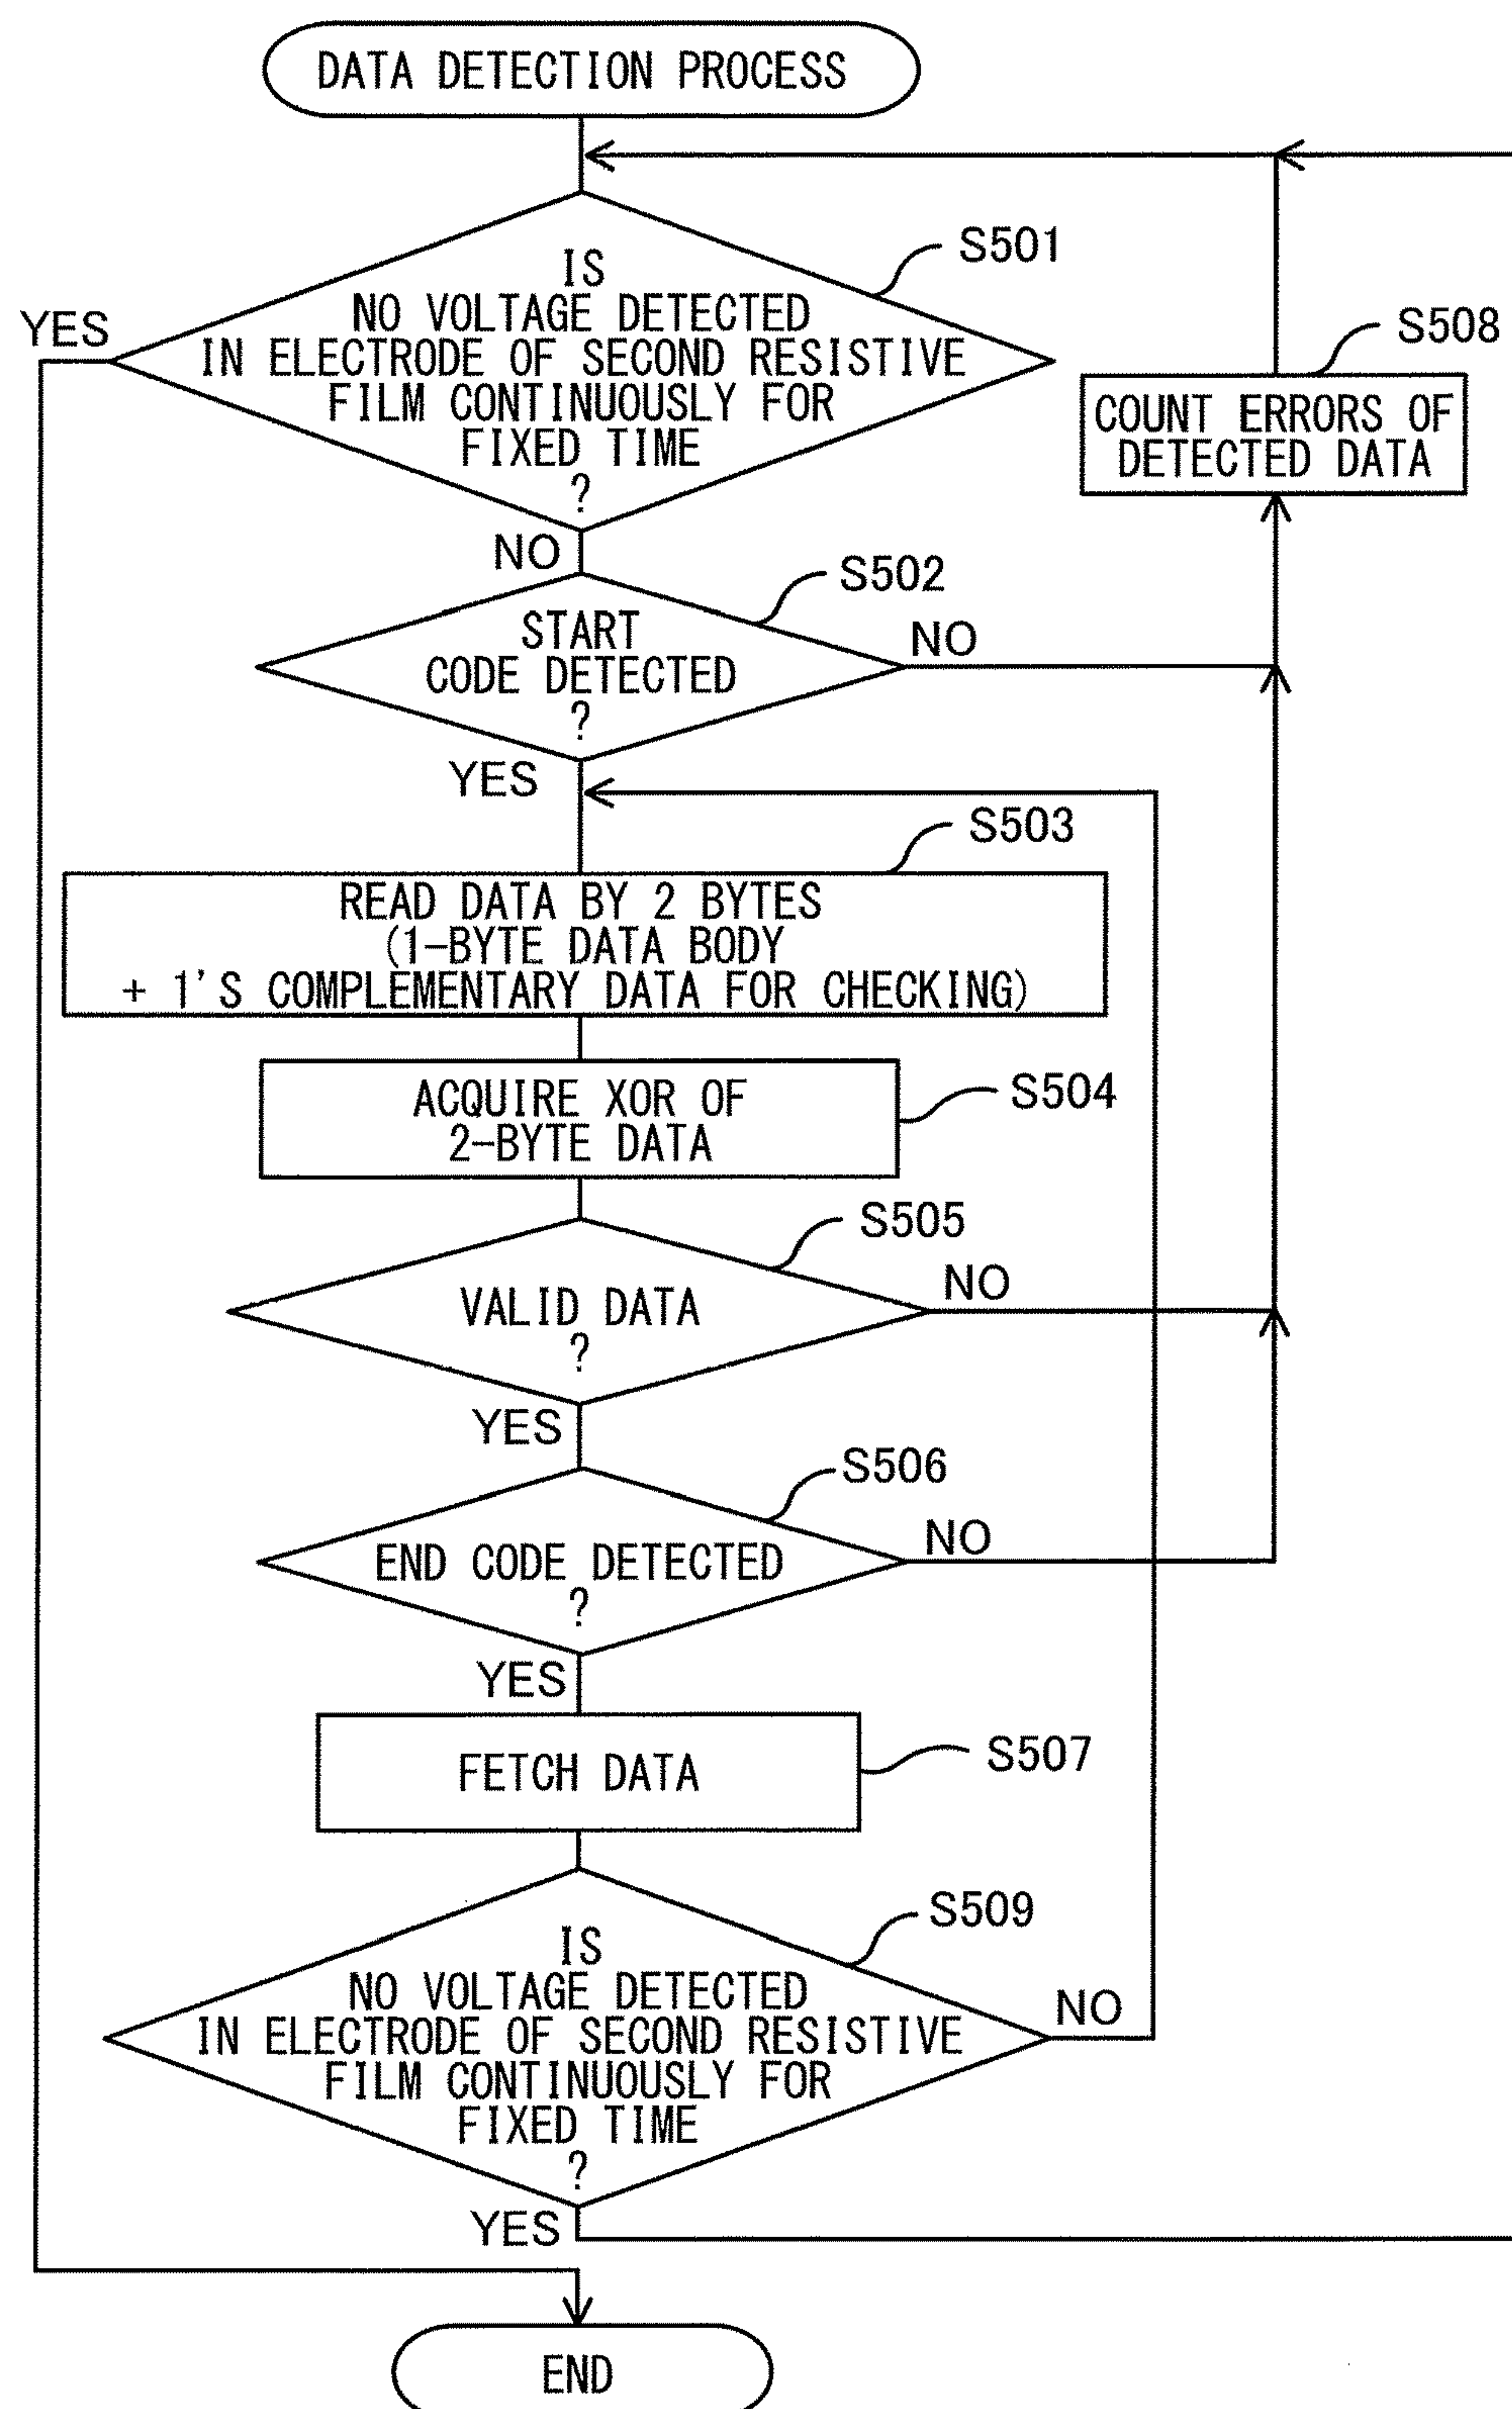 DATA DETECTION PROCESS
S501
IS
NO VOLTAGE DETECTED
IN ELECTRODE OF SECOND RESISTIVE
FILM CONTINUOUSLY FOR
FIXED TIME
?
YES
NO
S508
COUNT ERRORS OF
DETECTED DATA
S502
START
CODE DETECTED
?
NO
YES
S503
READ DATA BY 2 BYTES
(1-BYTE DATA BODY
+ 1'S COMPLEMENTARY DATA FOR CHECKING)
ACQUIRE XOR OF
2-BYTE DATA
S504
S505
VALID DATA
?
NO
YES
S506
END CODE DETECTED
?
NO
YES
FETCH DATA
S507
S509
IS
NO VOLTAGE DETECTED
IN ELECTRODE OF SECOND RESISTIVE
FILM CONTINUOUSLY FOR
FIXED TIME
?
NO
YES
END